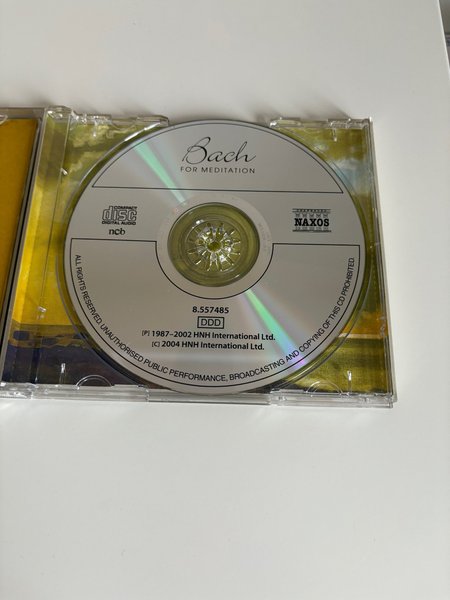 Bach
FOR MEDITATION
COMPACT
disc
DIGITAL AUDIO
ncb
NAXOS
8.557485
DDD
[P] 1987–2002 HNH International Ltd.
(C) 2004 HNH International Ltd.
ALL RIGHTS RESERVED. UNAUTHORISED PUBLIC PERFORMANCE, BROADCASTING AND COPYING OF THIS CD PROHIBITED